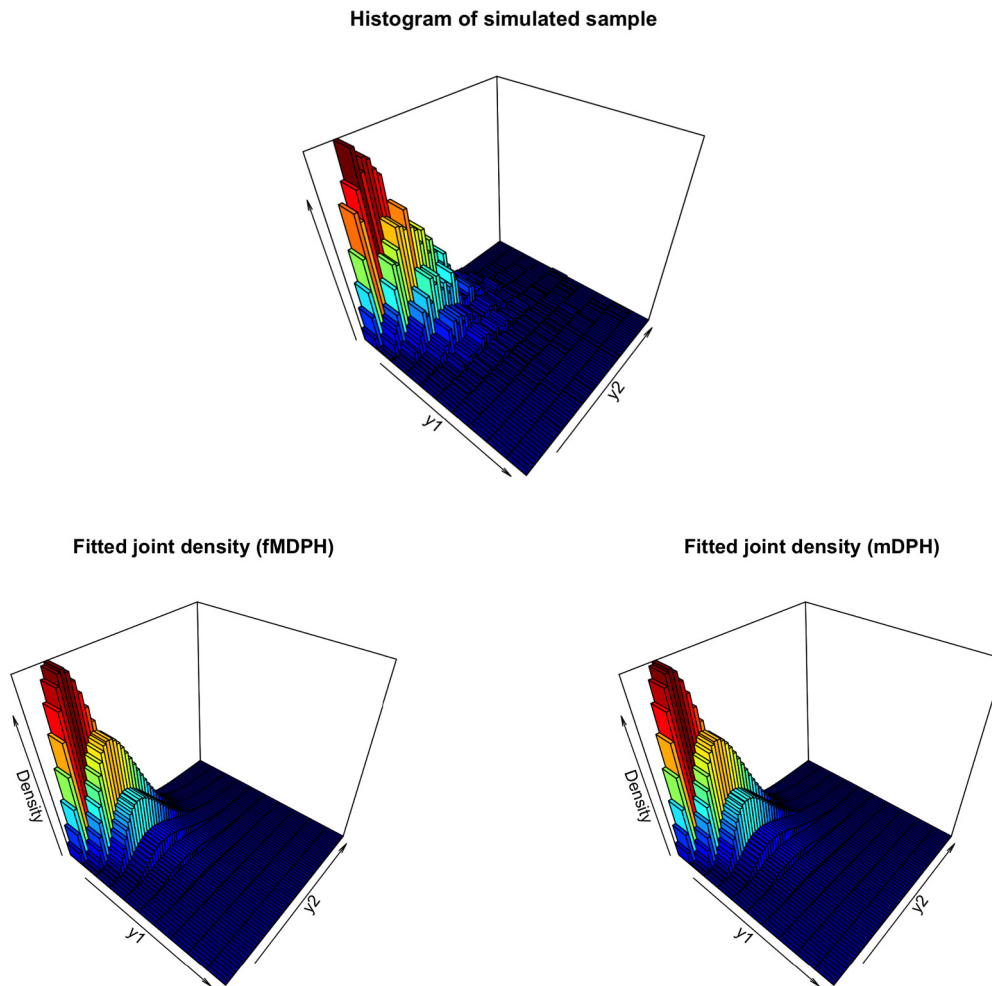 Histogram of simulated sample
y1
y2
Fitted joint density (fMDPH)
Density
y1
y2
Fitted joint density (mDPH)
Density
y1
y2